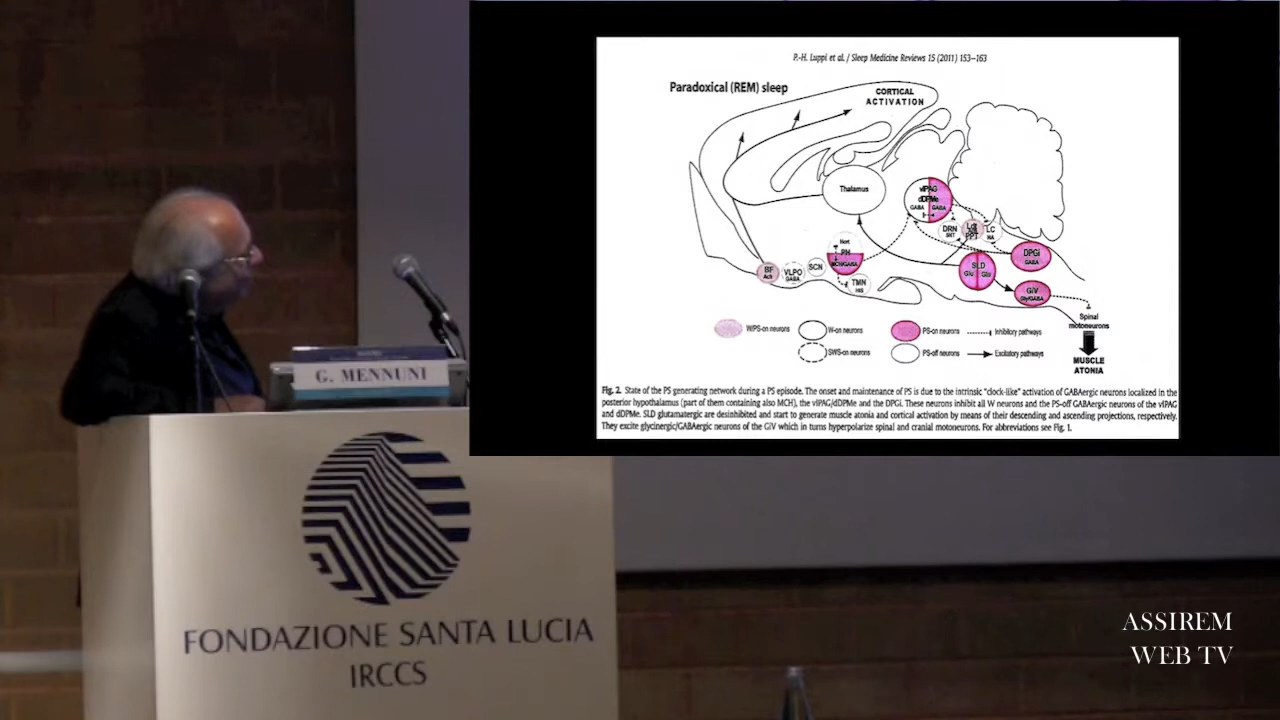 P.-H. Luppi et al. / Sleep Medicine Reviews 15 (2011) 153–163
Paradoxical (REM) sleep
CORTICAL
ACTIVATION
Thalamus
vlPAG
dDPMe
GABA GABA
DRN
LC
PPT
DPGi
GABA
SLD
Glu Glu
GiV
Gly/GABA
BF
Ach
VLPO
GABA
SCN
PH
MCH/GABA
TMN
HIS
Spinal
motoneurons
MUSCLE
ATONIA
W/PS-on neurons
W-on neurons
PS-on neurons
Inhibitory pathways
SWS-on neurons
PS-off neurons
Excitatory pathways
Fig. 2. State of the PS generating network during a PS episode. The onset and maintenance of PS is due to the intrinsic "clock-like" activation of GABAergic neurons localized in the
posterior hypothalamus (part of them containing also MCH), the vlPAG/dDPMe and the DPGi. These neurons inhibit all W neurons and the PS-off GABAergic neurons of the vlPAG
and dDPMe. SLD glutamatergic are desinhibited and start to generate muscle atonia and cortical activation by means of their descending and ascending projections, respectively.
They excite glycinergic/GABAergic neurons of the GiV which in turns hyperpolarize spinal and cranial motoneurons. For abbreviations see Fig. 1.
G. MENNUNI
FONDAZIONE SANTA LUCIA
IRCCS
ASSIREM
WEB TV